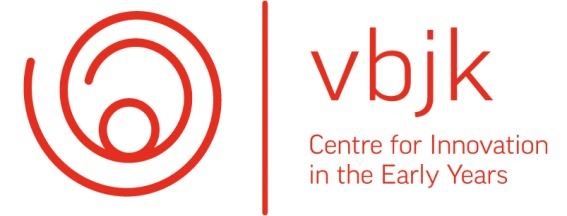 vbjk
Centre for Innovation
in the Early Years